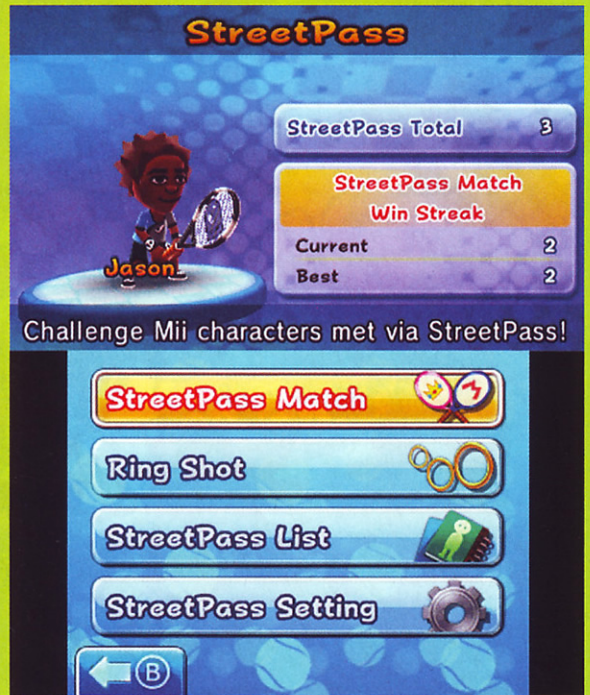 StreetPass
StreetPass Total 3
StreetPass Match
Win Streak
Current 2
Best 2
Jason
Challenge Mii characters met via StreetPass!
StreetPass Match
Ring Shot
StreetPass List
StreetPass Setting
B